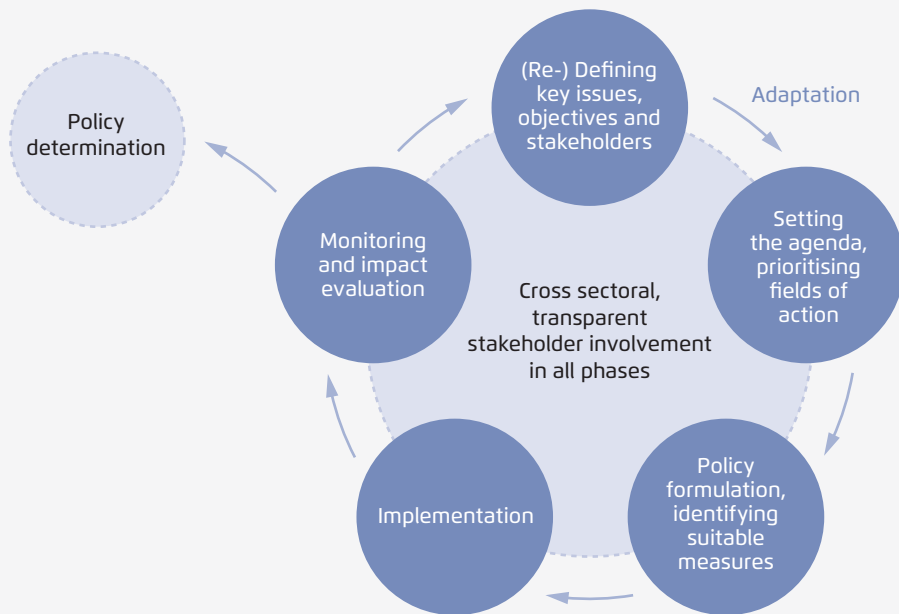 (Re-) Defining
key issues,
objectives and
stakeholders
Adaptation
Policy
determination
Setting
the agenda,
prioritising
fields of
action
Monitoring
and impact
evaluation
Cross sectoral,
transparent
stakeholder involvement
in all phases
Policy
formulation,
identifying
suitable
measures
Implementation